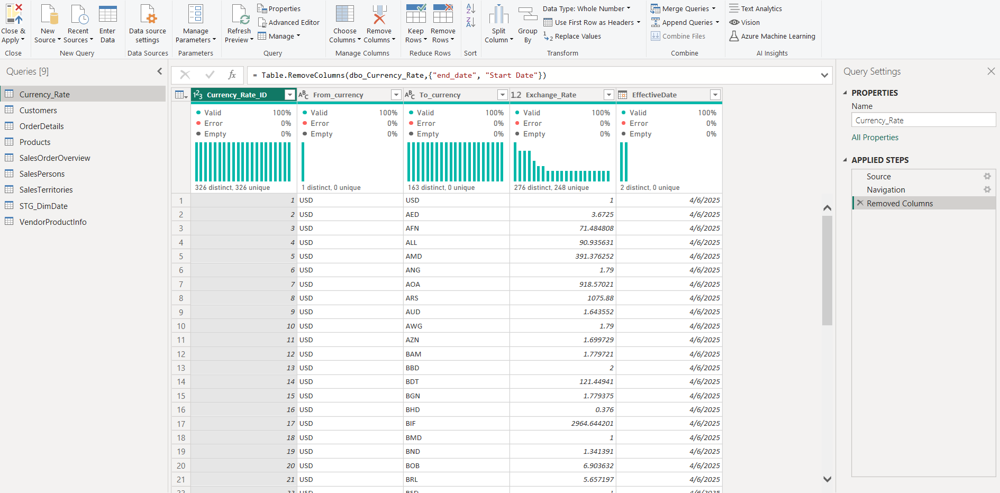 Close &
Apply
Close
New
Source
Recent
Sources
Enter
Data
New Query
Data source
settings
Data Sources
Manage
Parameters
Parameters
Refresh
Preview
Properties
Advanced Editor
Manage
Query
Choose
Columns
Remove
Columns
Manage Columns
Keep
Rows
Remove
Rows
Reduce Rows
A
Z
Z
A
Sort
Split
Column
Group
By
Data Type: Whole Number
Use First Row as Headers
1
2
Replace Values
Transform
Merge Queries
Append Queries
Combine Files
Combine
Text Analytics
Vision
Azure Machine Learning
AI Insights
Queries [9]
Currency_Rate
Customers
OrderDetails
Products
SalesOrderOverview
SalesPersons
SalesTerritories
STG_DimDate
VendorProductInfo
fx
= Table.RemoveColumns(dbo_Currency_Rate,{"end_date", "Start Date"})
123 Currency_Rate_ID ABC From_currency ABC To_currency 1.2 Exchange_Rate EffectiveDate
Valid 100% Valid 100% Valid 100% Valid 100% Valid 100%
Error 0% Error 0% Error 0% Error 0% Error 0%
Empty 0% Empty 0% Empty 0% Empty 0% Empty 0%
326 distinct, 326 unique 1 distinct, 0 unique 163 distinct, 0 unique 276 distinct, 248 unique 2 distinct, 0 unique
1 1 USD USD 1 4/6/2025
2 2 USD AED 3.6725 4/6/2025
3 3 USD AFN 71.484808 4/6/2025
4 4 USD ALL 90.935631 4/6/2025
5 5 USD AMD 391.376252 4/6/2025
6 6 USD ANG 1.79 4/6/2025
7 7 USD AOA 918.57021 4/6/2025
8 8 USD ARS 1075.88 4/6/2025
9 9 USD AUD 1.643552 4/6/2025
10 10 USD AWG 1.79 4/6/2025
11 11 USD AZN 1.699729 4/6/2025
12 12 USD BAM 1.779721 4/6/2025
13 13 USD BBD 2 4/6/2025
14 14 USD BDT 121.44941 4/6/2025
15 15 USD BGN 1.779375 4/6/2025
16 16 USD BHD 0.376 4/6/2025
17 17 USD BIF 2964.644201 4/6/2025
18 18 USD BMD 1 4/6/2025
19 19 USD BND 1.341391 4/6/2025
20 20 USD BOB 6.903632 4/6/2025
21 21 USD BRL 5.657197 4/6/2025
22 22 USD BSD 1 4/6/2025
Query Settings
PROPERTIES
Name
Currency_Rate
All Properties
APPLIED STEPS
Source
Navigation
Removed Columns